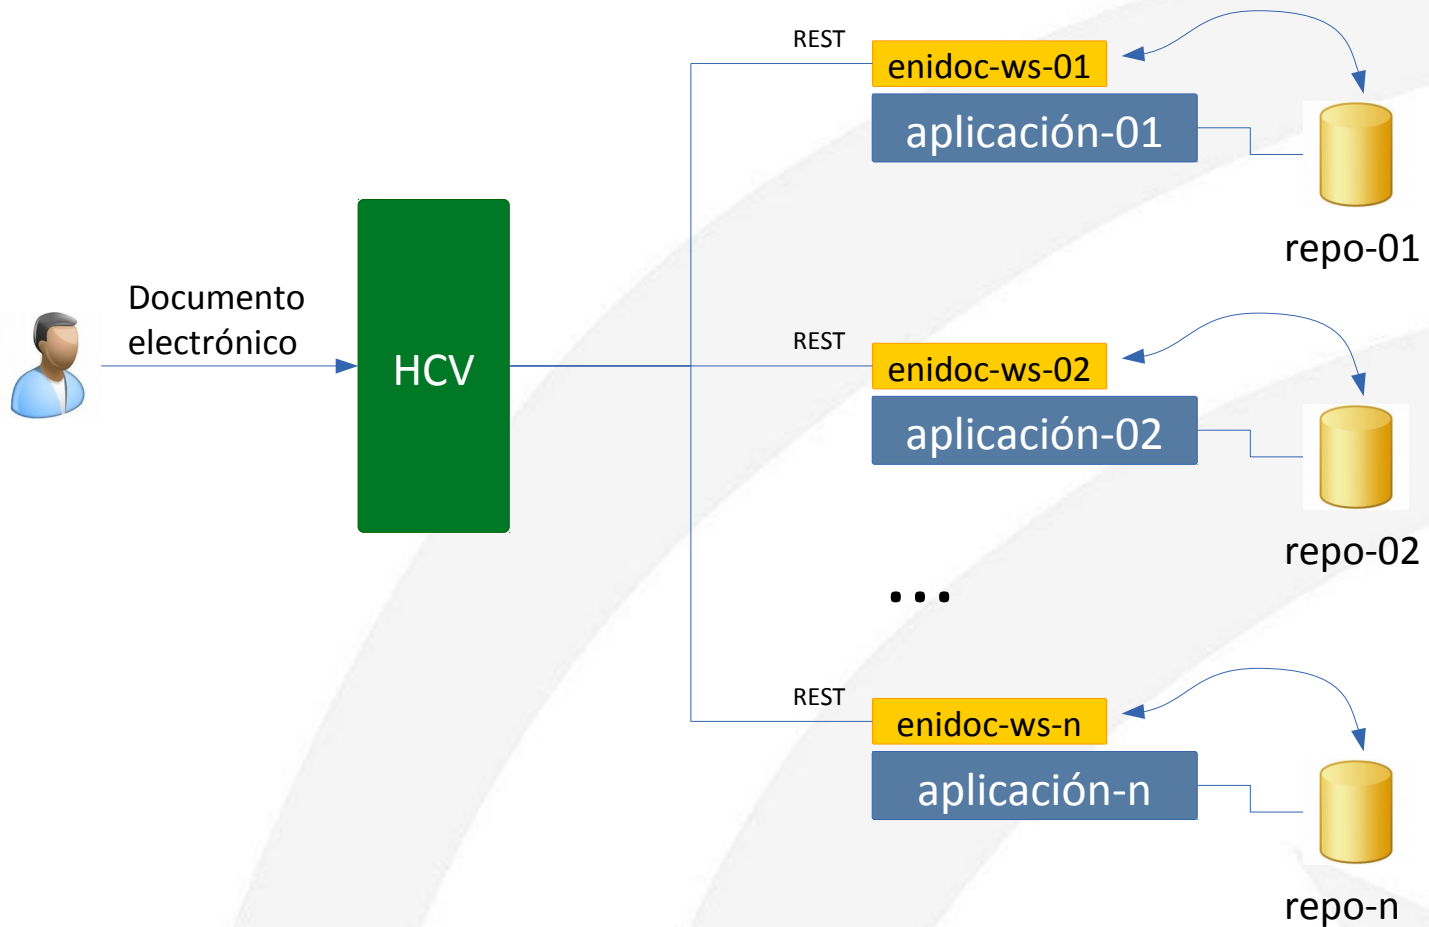 REST
enidoc-ws-01
aplicación-01
repo-01
Documento
electrónico
HCV
REST
enidoc-ws-02
aplicación-02
repo-02
...
REST
enidoc-ws-n
aplicación-n
repo-n